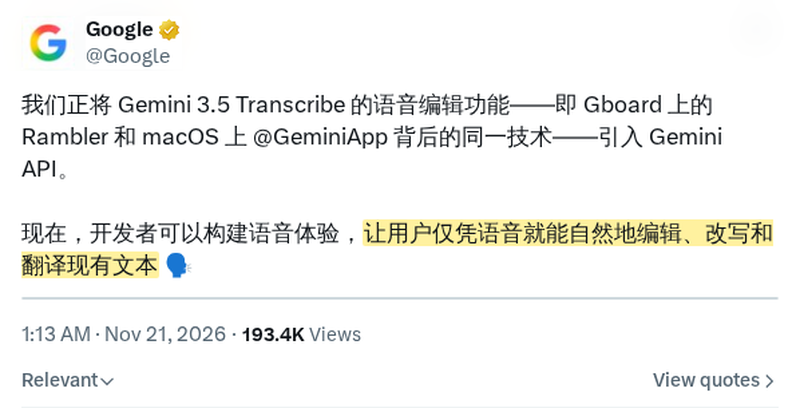 Google
@Google
我们正将 Gemini 3.5 Transcribe 的语音编辑功能——即 Gboard 上的
Rambler 和 macOS 上 @GeminiApp 背后的同一技术——引入 Gemini
API。
现在，开发者可以构建语音体验，让用户仅凭语音就能自然地编辑、改写和
翻译现有文本 🗣️
1:13 AM · Nov 21, 2026 · 193.4K Views
Relevant
View quotes